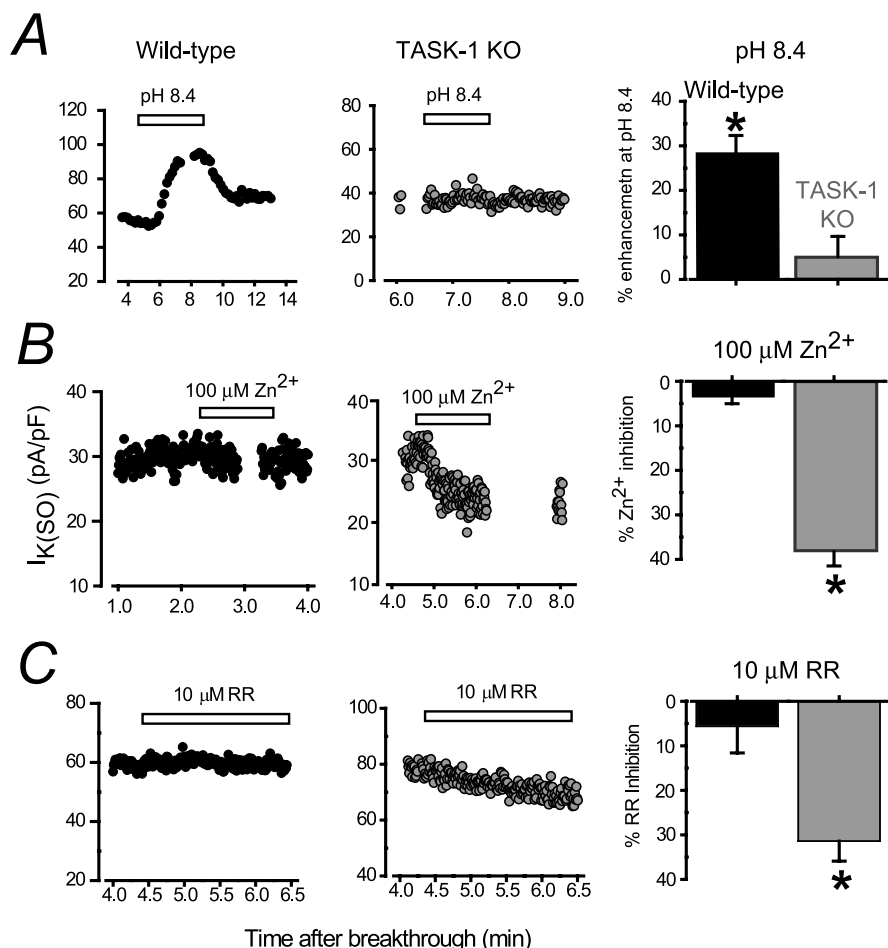 A
Wild-type
TASK-1 KO
pH 8.4
pH 8.4
120
100
80
60
40
20
4 6 8 10 12 14
pH 8.4
80
60
40
20
0
6.0 7.0 8.0 9.0
% enhancemetn at pH 8.4
40
30
20
10
0
Wild-type
*
TASK-1
KO
B
I K(SO) (pA/pF)
100 µM Zn2+
40
30
20
10
1.0 2.0 3.0 4.0
100 µM Zn2+
40
30
20
10
4.0 5.0 6.0 7.0 8.0
100 µM Zn2+
% Zn2+ inhibition
0
10
20
30
40
*
C
10 µM RR
80
60
40
20
4.0 4.5 5.0 5.5 6.0 6.5
10 µM RR
100
80
60
40
4.0 4.5 5.0 5.5 6.0 6.5
10 µM RR
% RR Inhibition
0
10
20
30
40
*
Time after breakthrough (min)